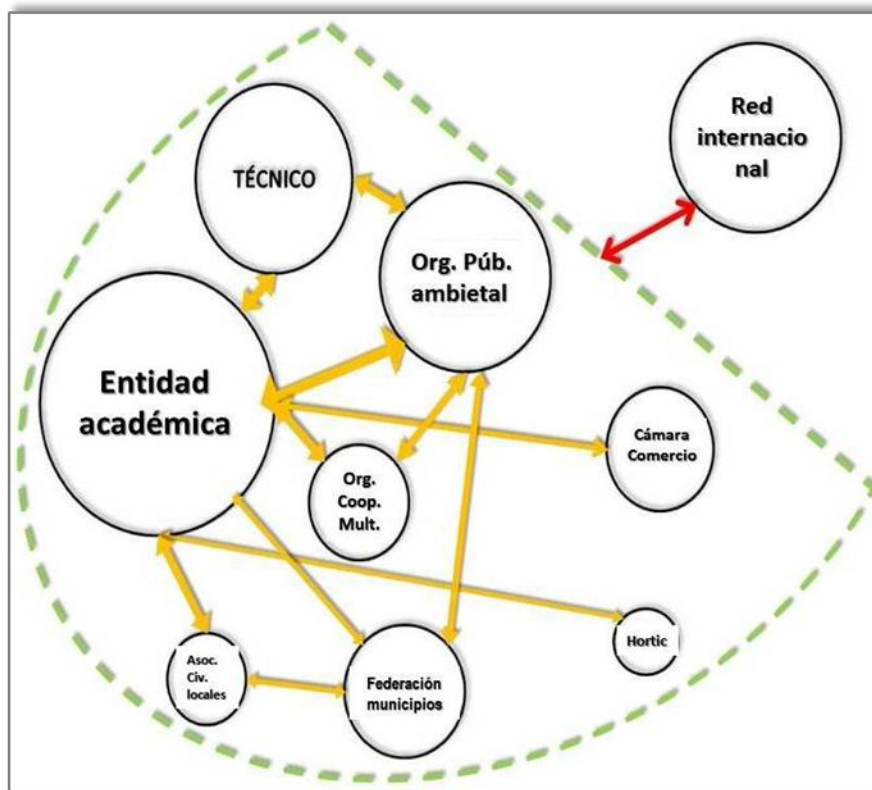 Red
internacio
nal
TÉCNICO
Org. Púb.
ambietal
Entidad
académica
Cámara
Comercio
Org.
Coop.
Mult.
Hortic
Asoc.
Civ.
locales
Federación
municipios